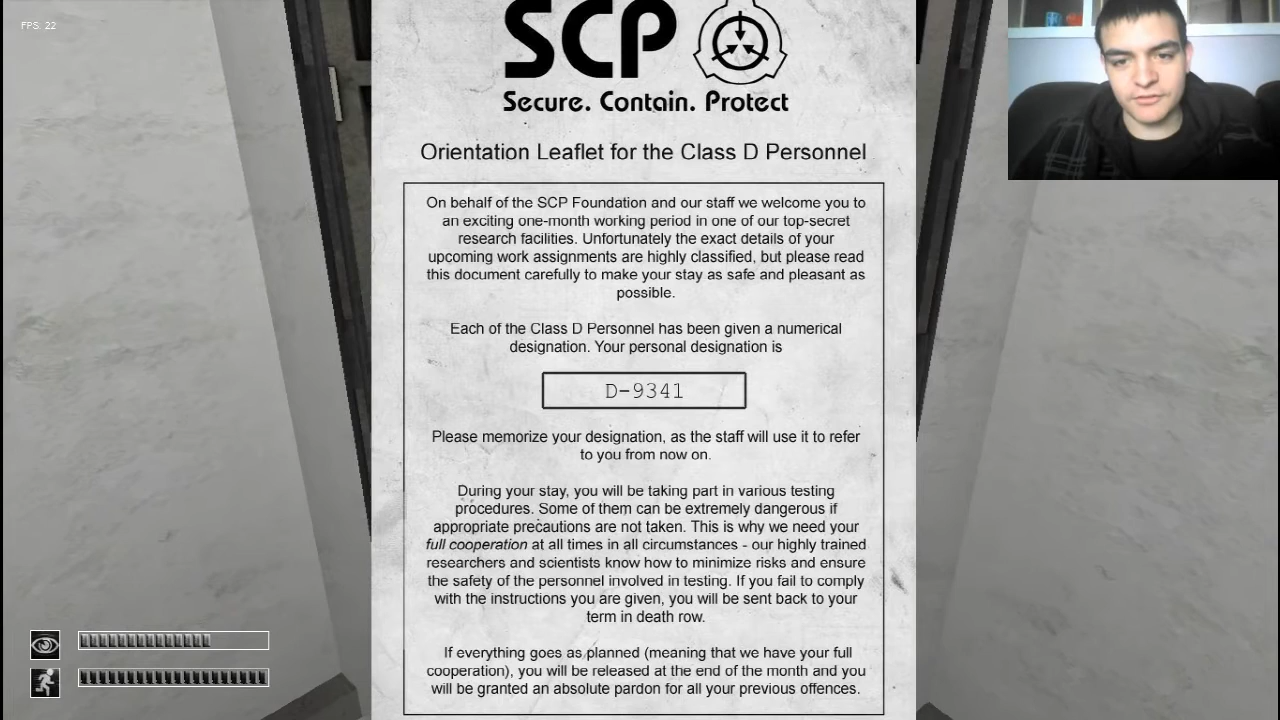 FPS: 22
SCP
Secure. Contain. Protect
Orientation Leaflet for the Class D Personnel
On behalf of the SCP Foundation and our staff we welcome you to
an exciting one-month working period in one of our top-secret
research facilities. Unfortunately the exact details of your
upcoming work assignments are highly classified, but please read
this document carefully to make your stay as safe and pleasant as
possible.
Each of the Class D Personnel has been given a numerical
designation. Your personal designation is
D-9341
Please memorize your designation, as the staff will use it to refer
to you from now on.
During your stay, you will be taking part in various testing
procedures. Some of them can be extremely dangerous if
appropriate precautions are not taken. This is why we need your
full cooperation at all times in all circumstances - our highly trained
researchers and scientists know how to minimize risks and ensure
the safety of the personnel involved in testing. If you fail to comply
with the instructions you are given, you will be sent back to your
term in death row.
If everything goes as planned (meaning that we have your full
cooperation), you will be released at the end of the month and you
will be granted an absolute pardon for all your previous offences.